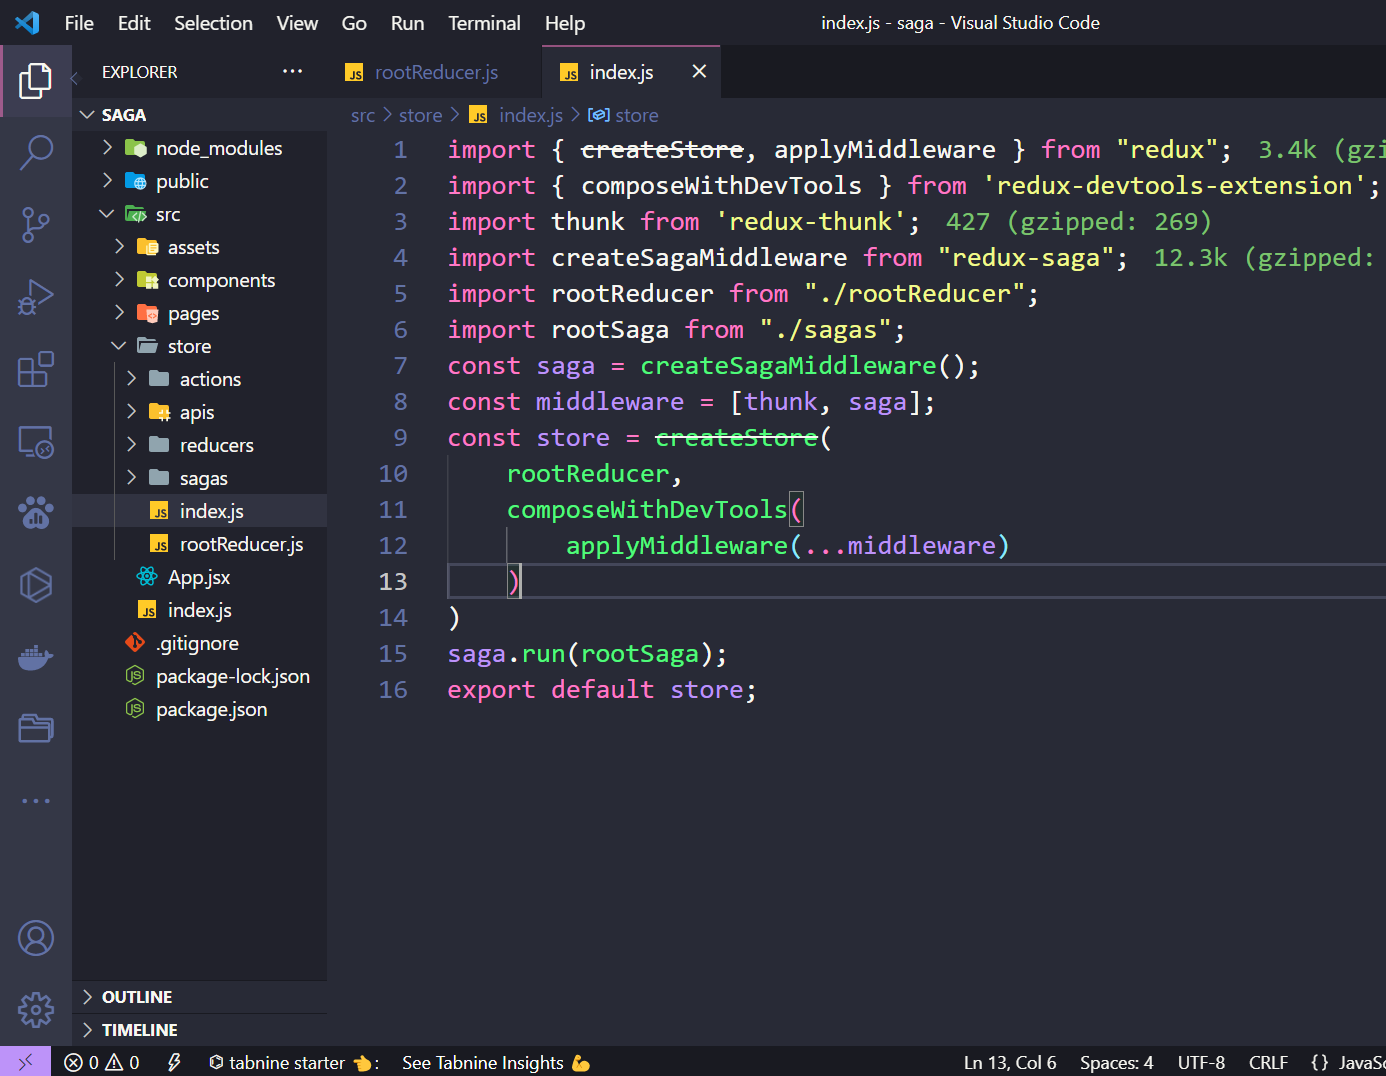 File Edit Selection View Go Run Terminal Help
index.js - saga - Visual Studio Code
EXPLORER
SAGA
node_modules
public
src
assets
components
pages
store
actions
apis
reducers
sagas
index.js
rootReducer.js
App.jsx
index.js
.gitignore
package-lock.json
package.json
OUTLINE
TIMELINE
rootReducer.js
index.js
src > store > index.js > store
1 import { createStore, applyMiddleware } from "redux"; 3.4k (gzi
2 import { composeWithDevTools } from 'redux-devtools-extension';
3 import thunk from 'redux-thunk'; 427 (gzipped: 269)
4 import createSagaMiddleware from "redux-saga"; 12.3k (gzipped:
5 import rootReducer from "./rootReducer";
6 import rootSaga from "./sagas";
7 const saga = createSagaMiddleware();
8 const middleware = [thunk, saga];
9 const store = createStore(
10 rootReducer,
11 composeWithDevTools(
12 applyMiddleware(...middleware)
13 )
14 )
15 saga.run(rootSaga);
16 export default store;
0 0 tabnine starter 👈: See Tabnine Insights 💪 Ln 13, Col 6 Spaces: 4 UTF-8 CRLF {} JavaSc